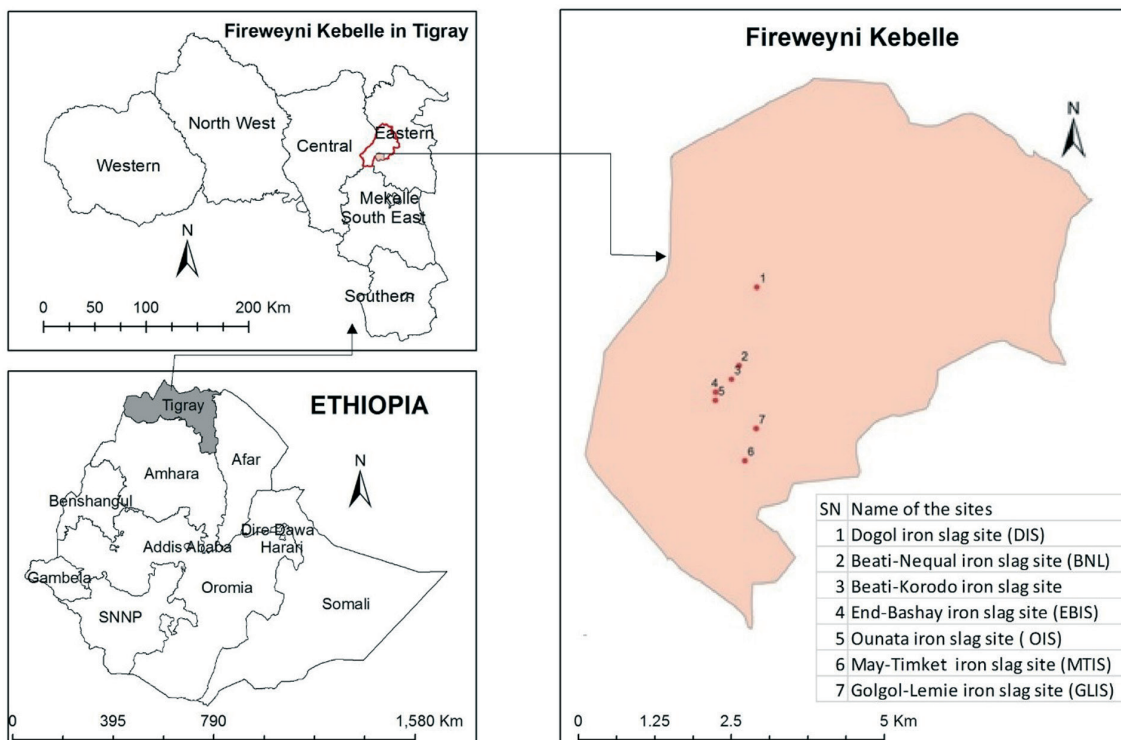 Fireweyni Kebelle in Tigray
North West
Western
Central
Eastern
Mekelle
South East
Southern
N
0 50 100 200 Km
ETHIOPIA
Tigray
N
Afar
Amhara
Benshangul
Dire-Dawa
Harari
Addis Ababa
Gambela
Oromia
Somali
SNNP
0 395 790 1,580 Km
Fireweyni Kebelle
N
1
2
3
4
5
7
6
SN Name of the sites
1 Dogol iron slag site (DIS)
2 Beati-Nequal iron slag site (BNL)
3 Beati-Korodo iron slag site
4 End-Bashay iron slag site (EBIS)
5 Ounata iron slag site ( OIS)
6 May-Timket iron slag site (MTIS)
7 Golgol-Lemie iron slag site (GLIS)
0 1.25 2.5 5 Km